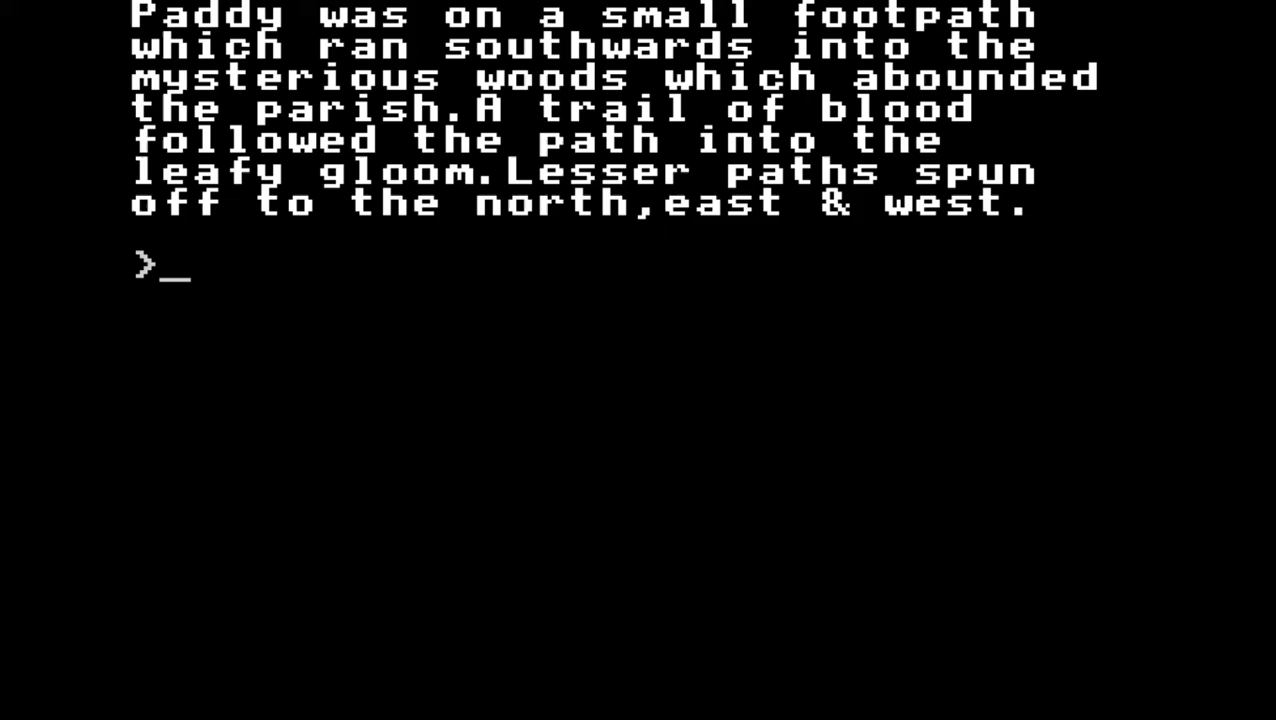 Paddy was on a small footpath
which ran southwards into the
mysterious woods which abounded
the parish.A trail of blood
followed the path into the
leafy gloom.Lesser paths spun
off to the north,east & west.
>_